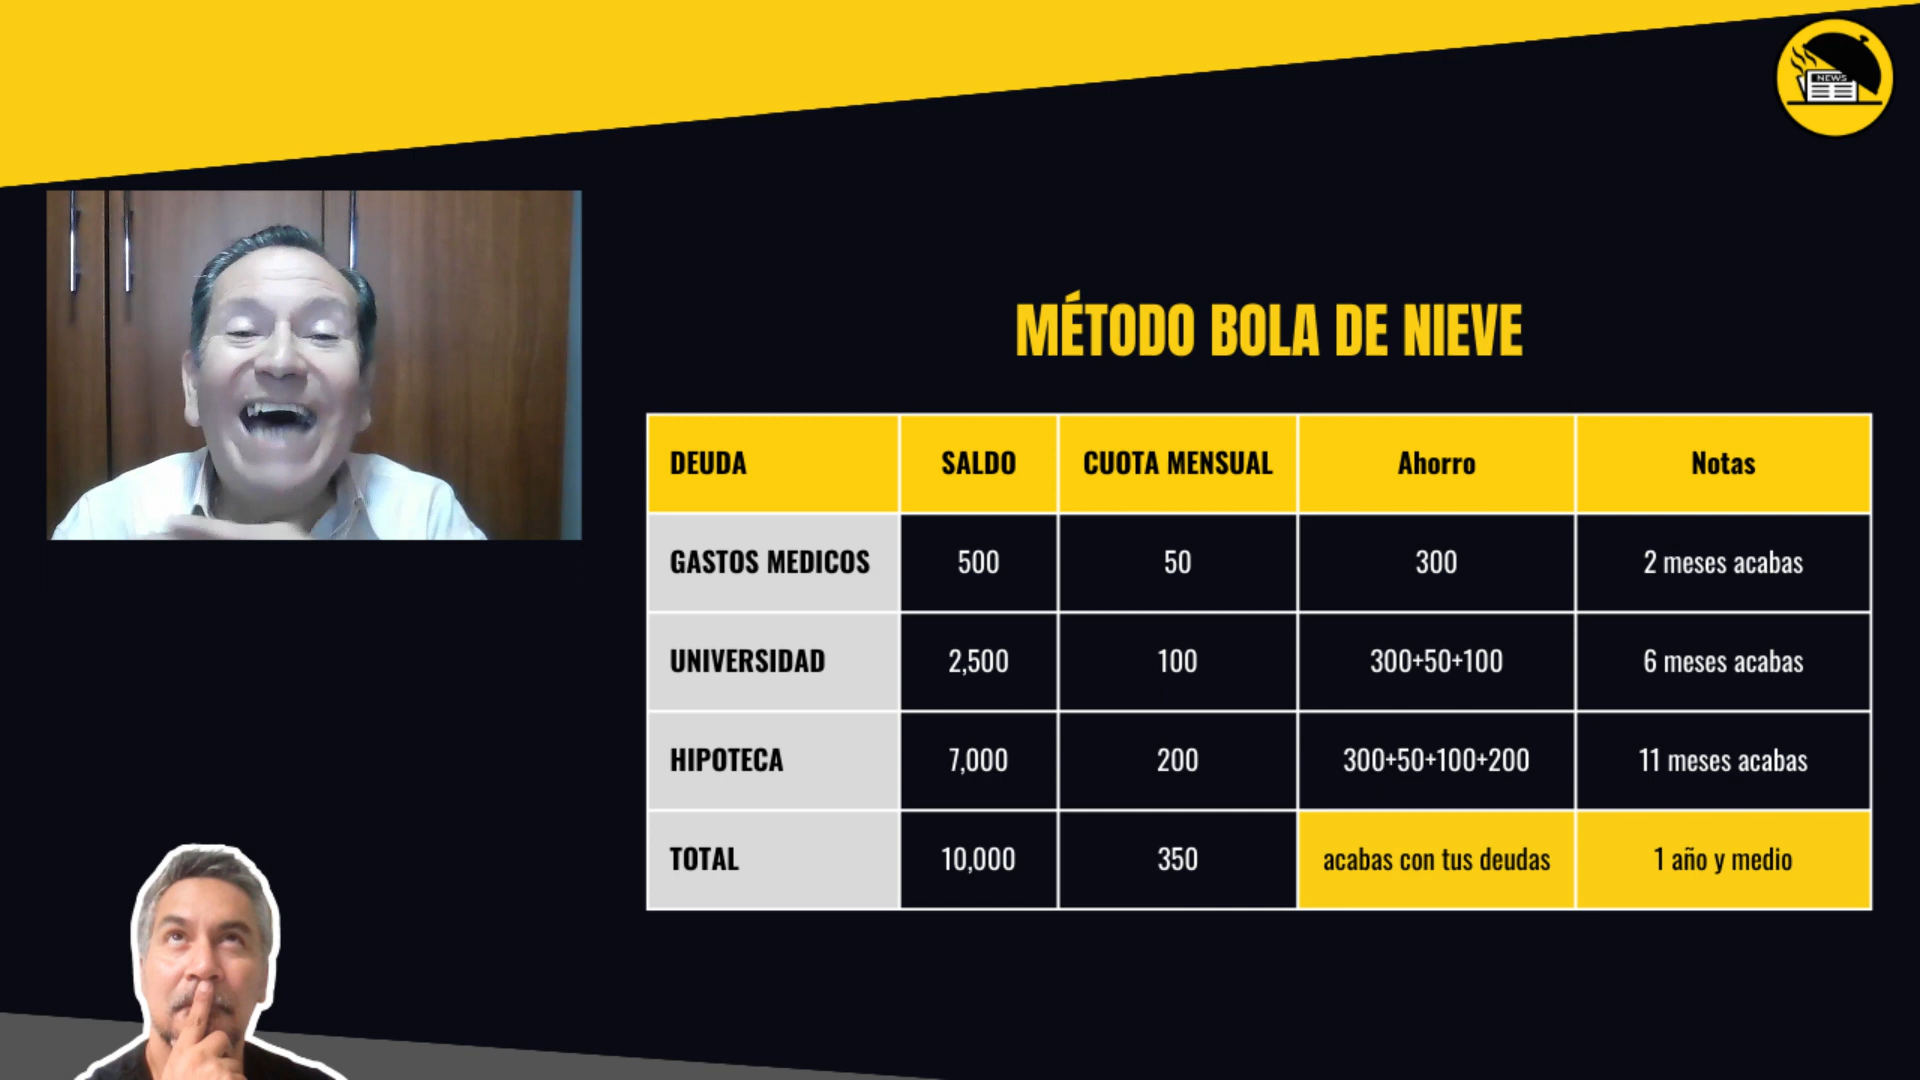 NEWS
MÉTODO BOLA DE NIEVE
DEUDA SALDO CUOTA MENSUAL Ahorro Notas
GASTOS MEDICOS 500 50 300 2 meses acabas
UNIVERSIDAD 2,500 100 300+50+100 6 meses acabas
HIPOTECA 7,000 200 300+50+100+200 11 meses acabas
TOTAL 10,000 350 acabas con tus deudas 1 año y medio